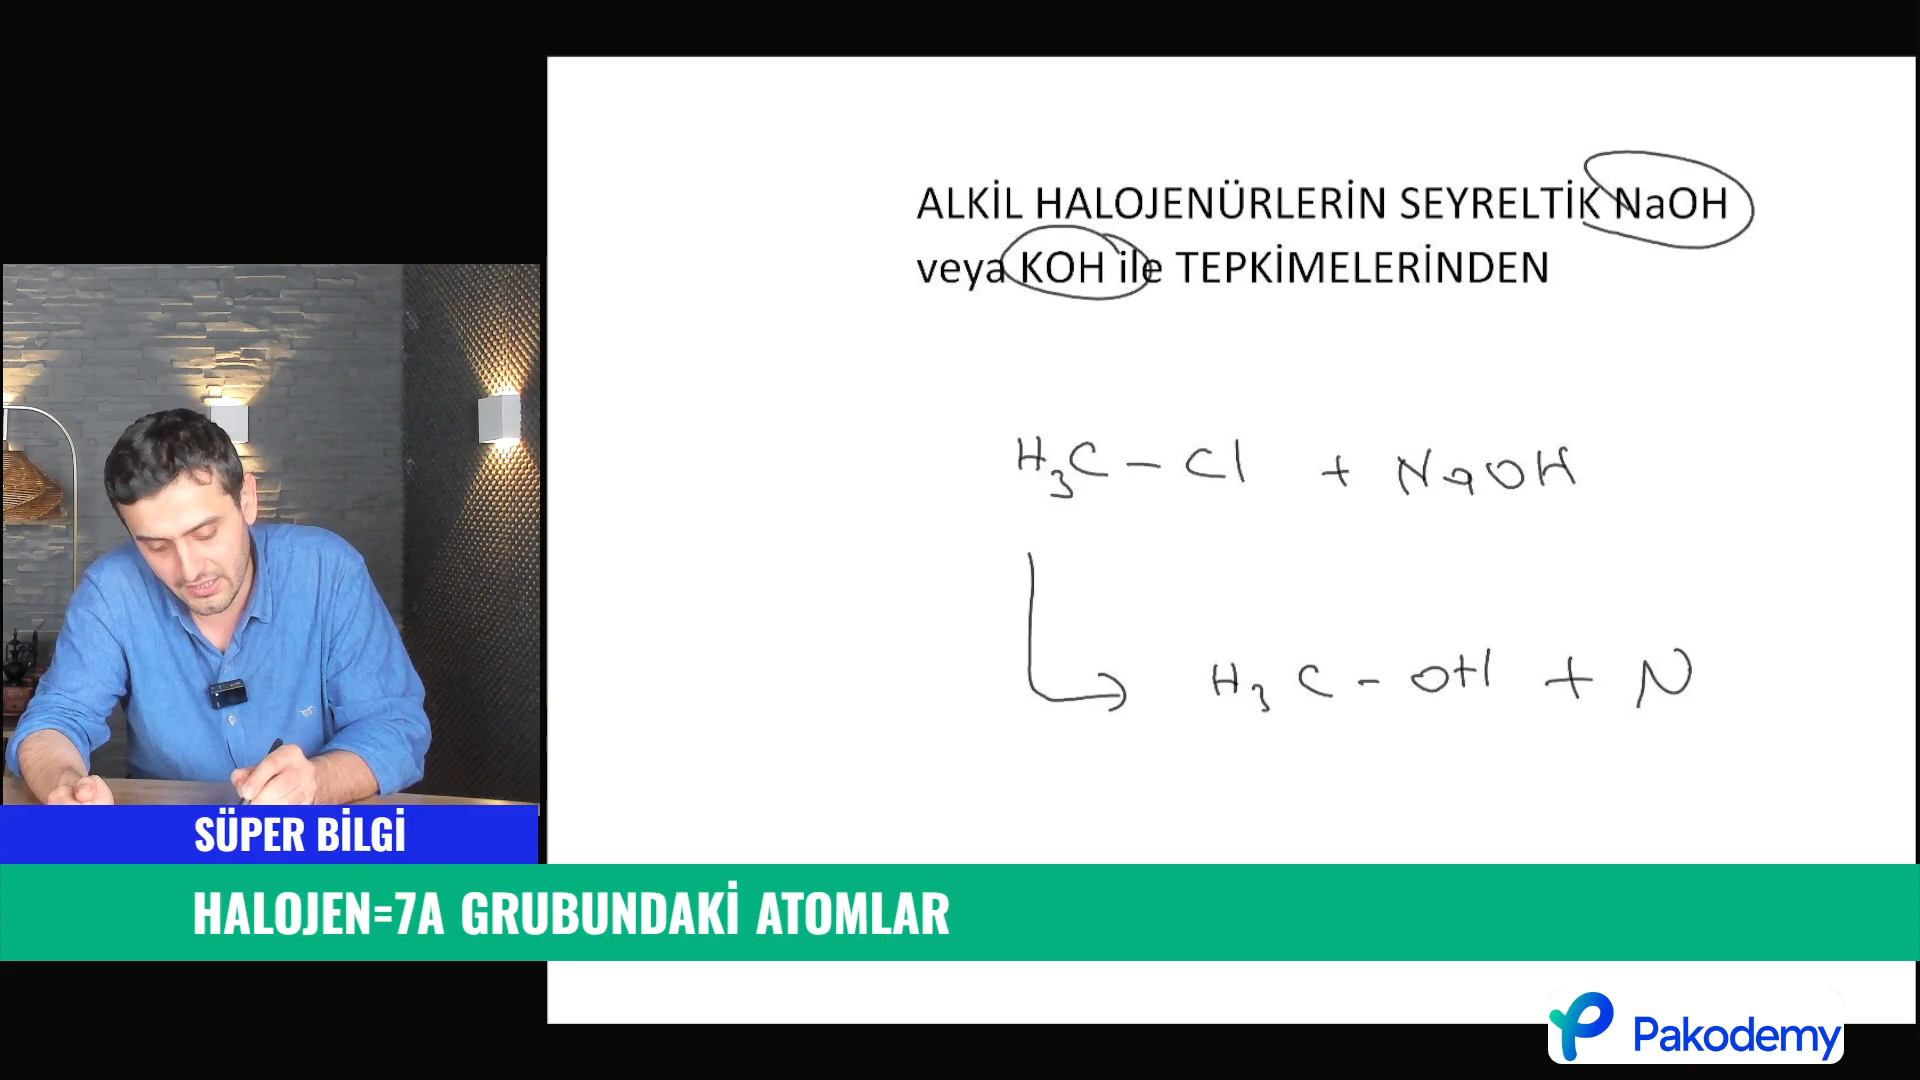 ALKİL HALOJENÜRLERİN SEYRELTİK NaOH
veya KOH ile TEPKİMELERİNDEN
H₃C - Cl + NaOH
H₃C - OH + N
SÜPER BİLGİ
HALOJEN=7A GRUBUNDAKİ ATOMLAR
Pakodemy